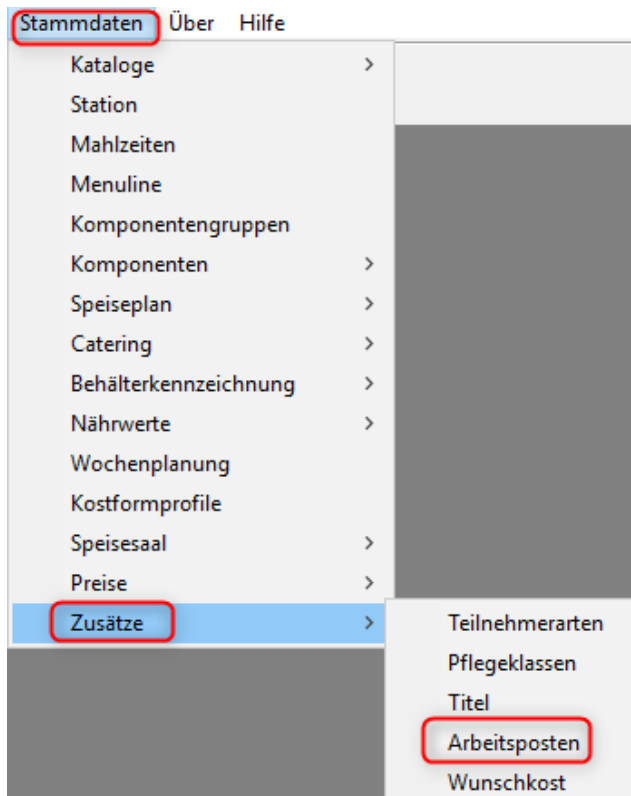 Stammdaten Über Hilfe
Kataloge
Station
Mahlzeiten
Menuline
Komponentengruppen
Komponenten
Speiseplan
Catering
Behälterkennzeichnung
Nährwerte
Wochenplanung
Kostformprofile
Speisesaal
Preise
Zusätze
Teilnehmerarten
Pflegeklassen
Titel
Arbeitsposten
Wunschkost